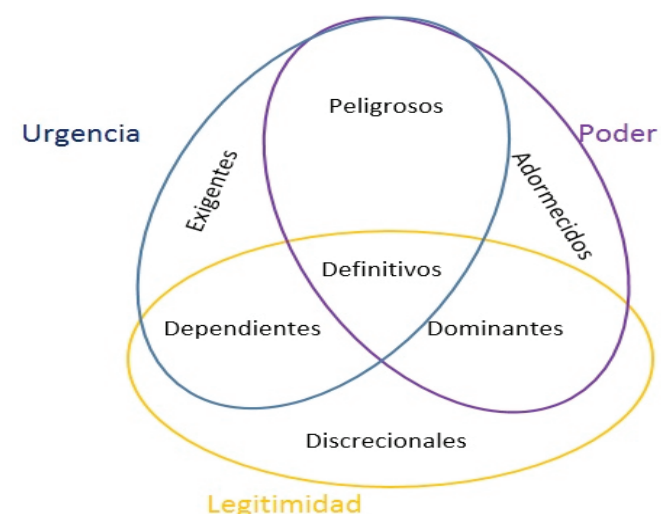 Peligrosos
Urgencia
Poder
Exigentes
Adormecidos
Definitivos
Dependientes
Dominantes
Discrecionales
Legitimidad